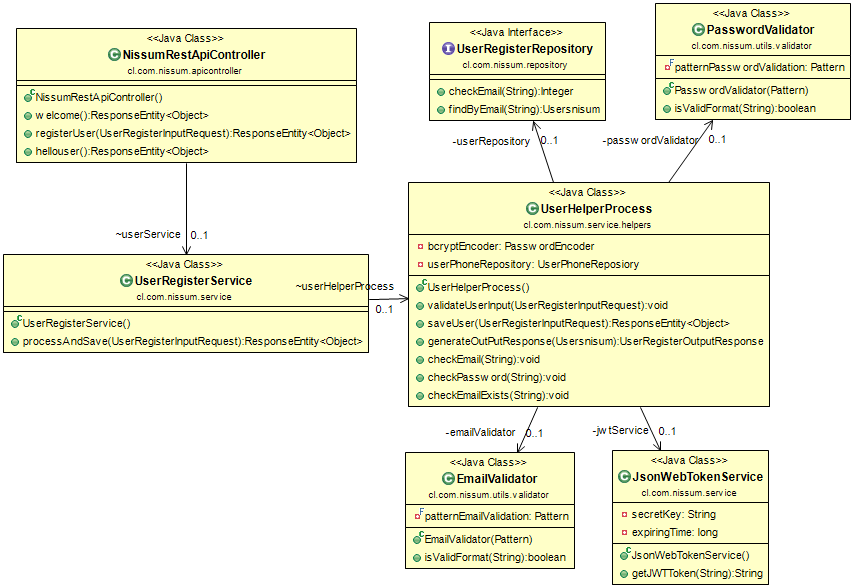 <<Java Class>>
NissumRestApiController
cl.com.nissum.apicontroller
NissumRestApiController()
welcome():ResponseEntity<Object>
registerUser(UserRegisterInputRequest):ResponseEntity<Object>
hellouser():ResponseEntity<Object>
<<Java Interface>>
UserRegisterRepository
cl.com.nissum.repository
checkEmail(String):Integer
findByEmail(String):Usersnisum
<<Java Class>>
PasswordValidator
cl.com.nissum.utils.validator
patternPasswordValidation: Pattern
PasswordValidator(Pattern)
isValidFormat(String):boolean
-userRepository 0..1
-passwordValidator 0..1
~userService 0..1
<<Java Class>>
UserRegisterService
cl.com.nissum.service
UserRegisterService()
processAndSave(UserRegisterInputRequest):ResponseEntity<Object>
~userHelperProcess
0..1
<<Java Class>>
UserHelperProcess
cl.com.nissum.service.helpers
bcryptEncoder: PasswordEncoder
userPhoneRepository: UserPhoneRepository
UserHelperProcess()
validateUserInput(UserRegisterInputRequest):void
saveUser(UserRegisterInputRequest):ResponseEntity<Object>
generateOutPutResponse(Usersnisum):UserRegisterOutputResponse
checkEmail(String):void
checkPassword(String):void
checkEmailExists(String):void
-emailValidator 0..1
-jwtService 0..1
<<Java Class>>
EmailValidator
cl.com.nissum.utils.validator
patternEmailValidation: Pattern
EmailValidator(Pattern)
isValidFormat(String):boolean
<<Java Class>>
JsonWebTokenService
cl.com.nissum.service
secretKey: String
expiringTime: long
JsonWebTokenService()
getJWTToken(String):String